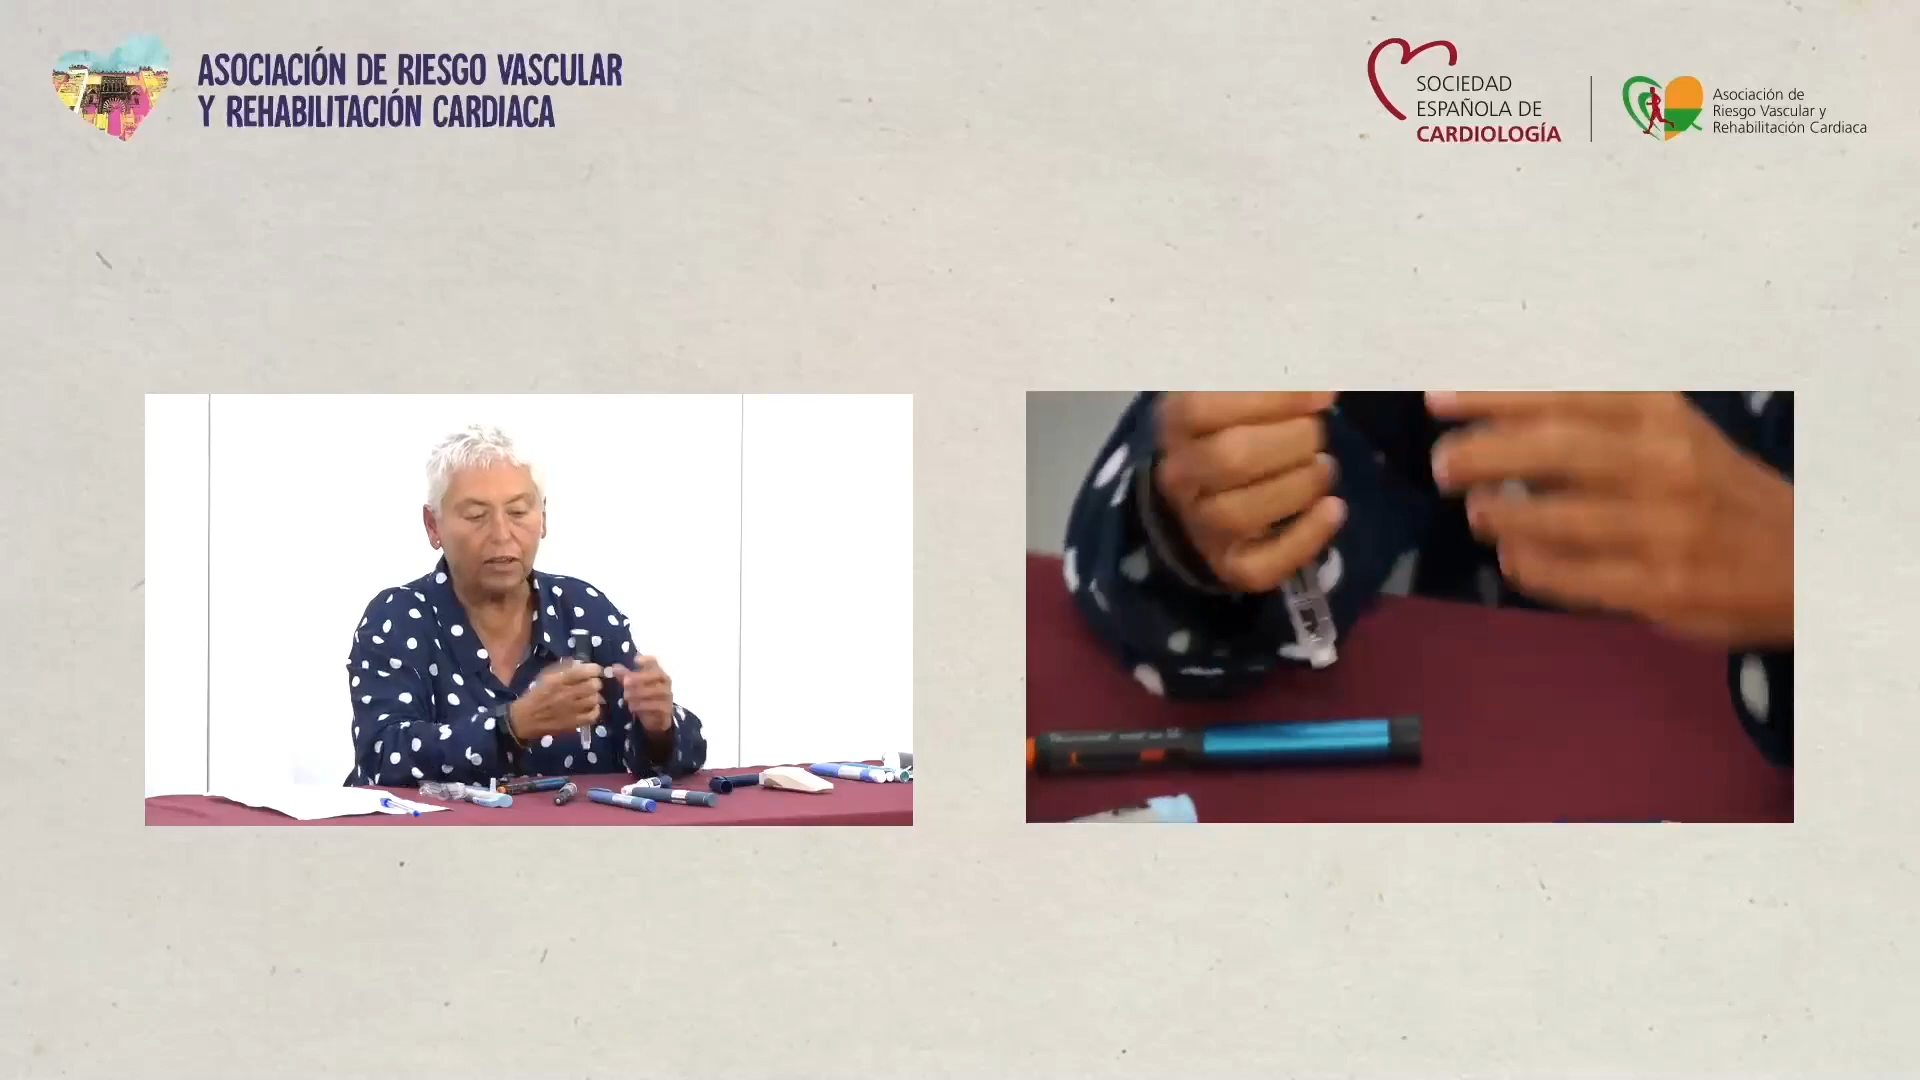 ASOCIACIÓN DE RIESGO VASCULAR
Y REHABILITACIÓN CARDIACA
SOCIEDAD
ESPAÑOLA DE
CARDIOLOGÍA
Asociación de
Riesgo Vascular y
Rehabilitación Cardiaca